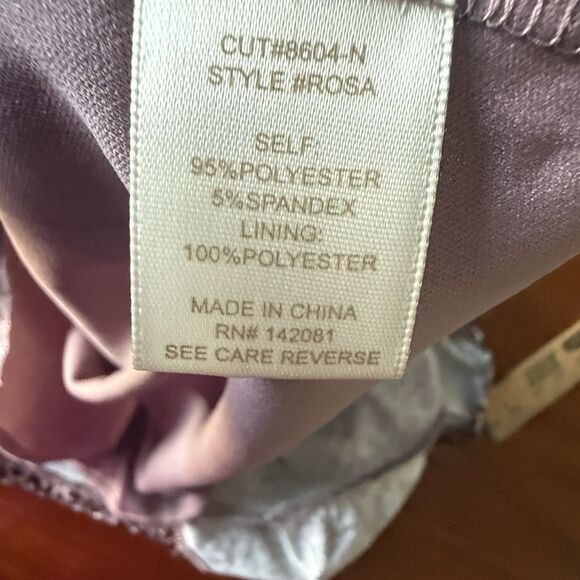 CUT#8604-N
STYLE #ROSA
SELF:
95%POLYESTER
5%SPANDEX
LINING:
100%POLYESTER
MADE IN CHINA
RN# 142081
SEE CARE REVERSE